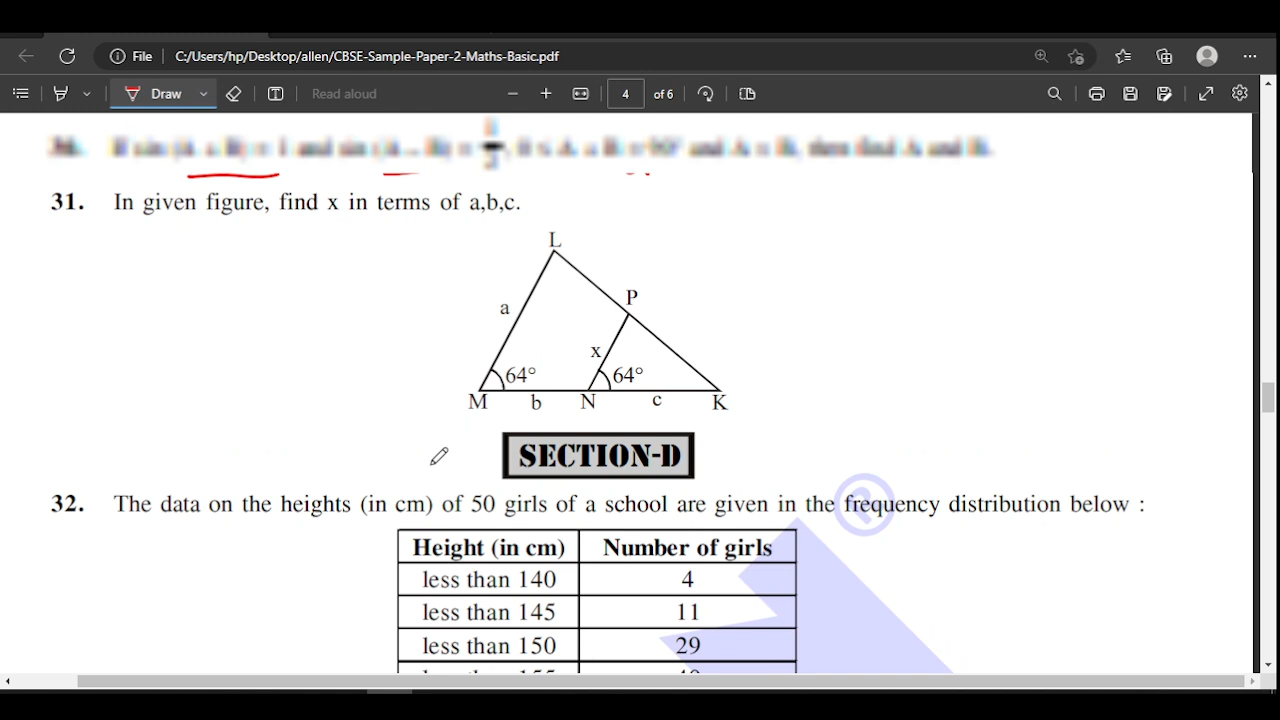 File C:/Users/hp/Desktop/allen/CBSE-Sample-Paper-2-Maths-Basic.pdf
Draw Read aloud 4 of 6
31. In given figure, find x in terms of a,b,c.
L
P
a
x
64° 64°
M b N c K
SECTION-D
32. The data on the heights (in cm) of 50 girls of a school are given in the frequency distribution below :
®
Height (in cm) Number of girls
less than 140 4
less than 145 11
less than 150 29